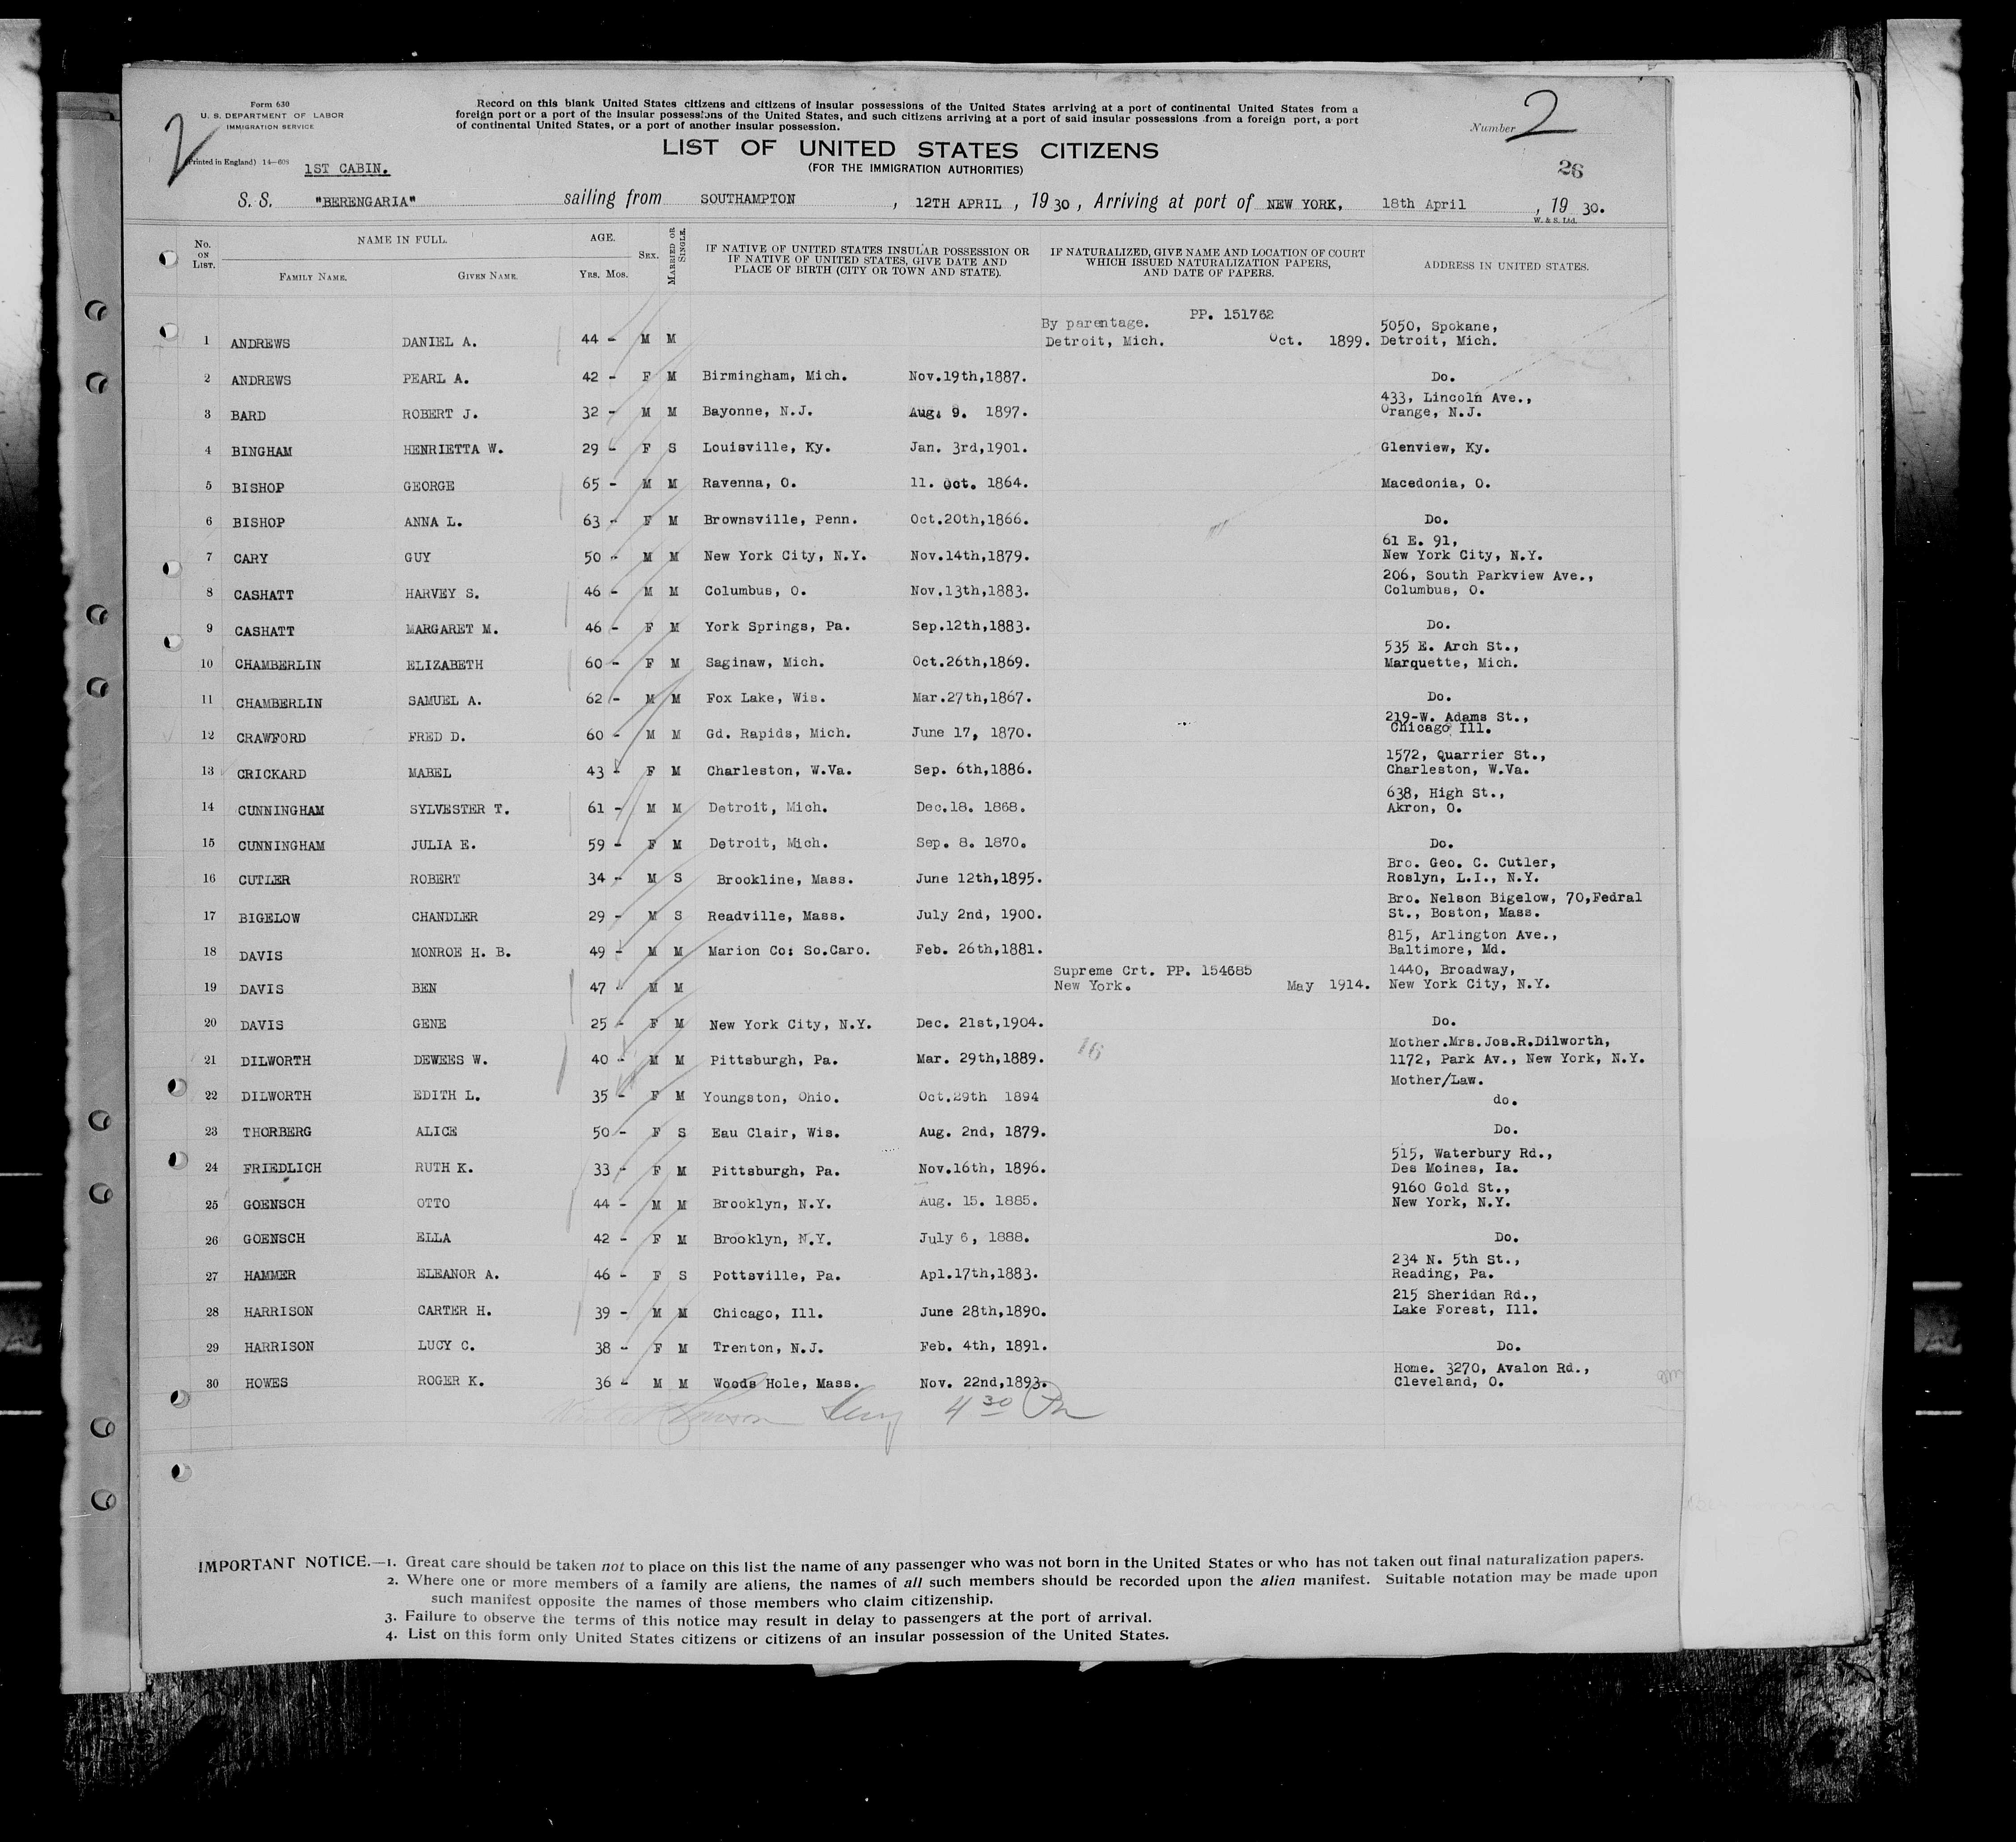 Form 630
U. S. DEPARTMENT OF LABOR
IMMIGRATION SERVICE
(Printed in England) 14—608
2
1ST CABIN.
Record on this blank United States citizens and citizens of insular possessions of the United States arriving at a port of continental United States from a
foreign port or a port of the insular possessions of the United States, and such citizens arriving at a port of said insular possessions from a foreign port, a port
of continental United States, or a port of another insular possession.
Number 2
LIST OF UNITED STATES CITIZENS
(FOR THE IMMIGRATION AUTHORITIES)
26
S. S. "BERENGARIA" sailing from SOUTHAMPTON , 12TH APRIL , 19 30 , Arriving at port of NEW YORK, 18th April , 19 30.
W. & S. Ltd.
No. ON LIST. NAME IN FULL. FAMILY NAME. GIVEN NAME. AGE. Yrs. Mos. SEX. MARRIED OR SINGLE. IF NATIVE OF UNITED STATES INSULAR POSSESSION OR IF NATIVE OF UNITED STATES, GIVE DATE AND PLACE OF BIRTH (CITY OR TOWN AND STATE). IF NATURALIZED, GIVE NAME AND LOCATION OF COURT WHICH ISSUED NATURALIZATION PAPERS, AND DATE OF PAPERS. ADDRESS IN UNITED STATES.
By parentage. PP. 151762 5050, Spokane,
1 ANDREWS DANIEL A. 44 - M M Detroit, Mich. Oct. 1899. Detroit, Mich.
2 ANDREWS PEARL A. 42 - F M Birmingham, Mich. Nov.19th,1887. Do.
433, Lincoln Ave.,
3 BARD ROBERT J. 32 - M M Bayonne, N.J. Aug. 9. 1897. Orange, N.J.
4 BINGHAM HENRIETTA W. 29 - F S Louisville, Ky. Jan. 3rd,1901. Glenview, Ky.
5 BISHOP GEORGE 65 - M M Ravenna, O. 11. Oct. 1864. Macedonia, O.
6 BISHOP ANNA L. 63 - F M Brownsville, Penn. Oct.20th,1866. Do.
61 E. 91,
7 CARY GUY 50 - M M New York City, N.Y. Nov.14th,1879. New York City, N.Y.
206, South Parkview Ave.,
8 CASHATT HARVEY S. 46 - M M Columbus, O. Nov.13th,1883. Columbus, O.
9 CASHATT MARGARET M. 46 - F M York Springs, Pa. Sep.12th,1883. Do.
535 E. Arch St.,
10 CHAMBERLIN ELIZABETH 60 - F M Saginaw, Mich. Oct.26th,1869. Marquette, Mich.
11 CHAMBERLIN SAMUEL A. 62 - M M Fox Lake, Wis. Mar.27th,1867. Do.
219-W. Adams St.,
12 CRAWFORD FRED D. 60 - M M Gd. Rapids, Mich. June 17, 1870. Chicago Ill.
1572, Quarrier St.,
13 CRICKARD MABEL 43 - F M Charleston, W.Va. Sep. 6th,1886. Charleston, W.Va.
638, High St.,
14 CUNNINGHAM SYLVESTER T. 61 - M M Detroit, Mich. Dec.18. 1868. Akron, O.
15 CUNNINGHAM JULIA E. 59 - F M Detroit, Mich. Sep. 8. 1870. Do.
Bro. Geo. C. Cutler,
16 CUTLER ROBERT 34 - M S Brookline, Mass. June 12th,1895. Roslyn, L.I., N.Y.
Bro. Nelson Bigelow, 70,Fedral
17 BIGELOW CHANDLER 29 - M S Readville, Mass. July 2nd, 1900. St., Boston, Mass.
815, Arlington Ave.,
18 DAVIS MONROE H. B. 49 - M M Marion Co: So.Caro. Feb. 26th,1881. Baltimore, Md.
Supreme Crt. PP. 154685 1440, Broadway,
19 DAVIS BEN 47 - M M New York. May 1914. New York City, N.Y.
20 DAVIS GENE 25 - F M New York City, N.Y. Dec. 21st,1904. Do.
Mother.Mrs.Jos.R.Dilworth,
21 DILWORTH DEWEES W. 40 - M M Pittsburgh, Pa. Mar. 29th,1889. 16 1172, Park Av., New York, N.Y.
Mother/Law.
22 DILWORTH EDITH L. 35 - F M Youngston, Ohio. Oct.29th 1894 do.
23 THORBERG ALICE 50 - F S Eau Clair, Wis. Aug. 2nd, 1879. Do.
515, Waterbury Rd.,
24 FRIEDLICH RUTH K. 33 - F M Pittsburgh, Pa. Nov.16th, 1896. Des Moines, Ia.
9160 Gold St.,
25 GOENSCH OTTO 44 - M M Brooklyn, N.Y. Aug. 15. 1885. New York, N.Y.
26 GOENSCH ELLA 42 - F M Brooklyn, N.Y. July 6, 1888. Do.
234 N. 5th St.,
27 HAMMER ELEANOR A. 46 - F S Pottsville, Pa. Apl.17th,1883. Reading, Pa.
215 Sheridan Rd.,
28 HARRISON CARTER H. 39 - M M Chicago, Ill. June 28th,1890. Lake Forest, Ill.
29 HARRISON LUCY C. 38 - F M Trenton, N.J. Feb. 4th, 1891. Do.
Home. 3270, Avalon Rd.,
30 HOWES ROGER K. 36 - M M Woods Hole, Mass. Nov. 22nd,1893. Cleveland, O.
4 30 Pm
IMPORTANT NOTICE.—1. Great care should be taken not to place on this list the name of any passenger who was not born in the United States or who has not taken out final naturalization papers.
2. Where one or more members of a family are aliens, the names of all such members should be recorded upon the alien manifest. Suitable notation may be made upon
such manifest opposite the names of those members who claim citizenship.
3. Failure to observe the terms of this notice may result in delay to passengers at the port of arrival.
4. List on this form only United States citizens or citizens of an insular possession of the United States.